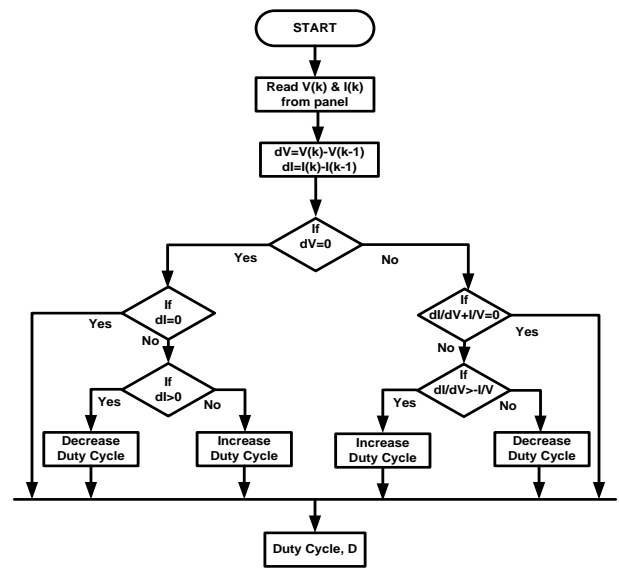 START
Read V(k) & I(k)
from panel
dV=V(k)-V(k-1)
dI=I(k)-I(k-1)
If
dV=0
Yes
No
If
dI=0
Yes
No
If
dI/dV+I/V=0
Yes
No
If
dI>0
Yes
No
If
dI/dV>-I/V
Yes
No
Decrease
Duty Cycle
Increase
Duty Cycle
Increase
Duty Cycle
Decrease
Duty Cycle
Duty Cycle, D